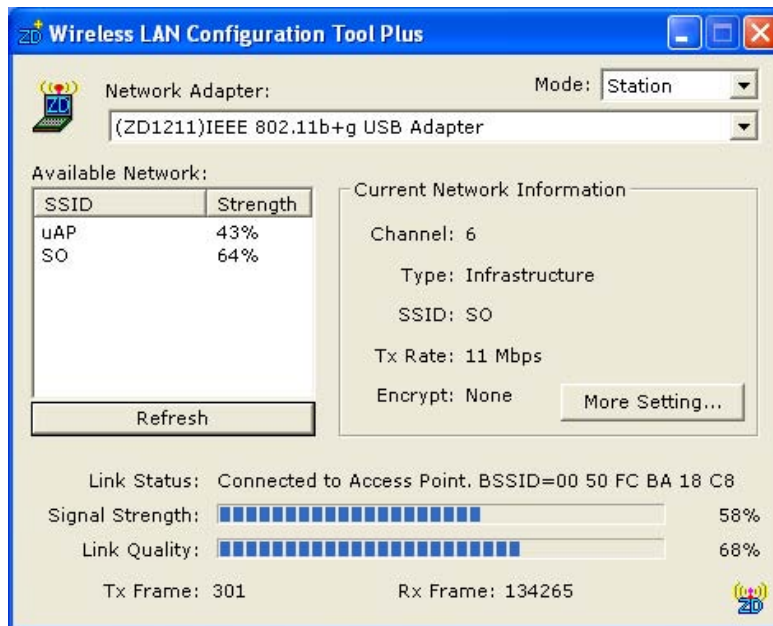 ZD Wireless LAN Configuration Tool Plus
ZD
Network Adapter:
Mode: Station
(ZD1211)IEEE 802.11b+g USB Adapter
Available Network:
SSID Strength
uAP 43%
SO 64%
Refresh
Current Network Information
Channel: 6
Type: Infrastructure
SSID: SO
Tx Rate: 11 Mbps
Encrypt: None
More Setting...
Link Status: Connected to Access Point. BSSID=00 50 FC BA 18 C8
Signal Strength: 58%
Link Quality: 68%
Tx Frame: 301 Rx Frame: 134265
ZD